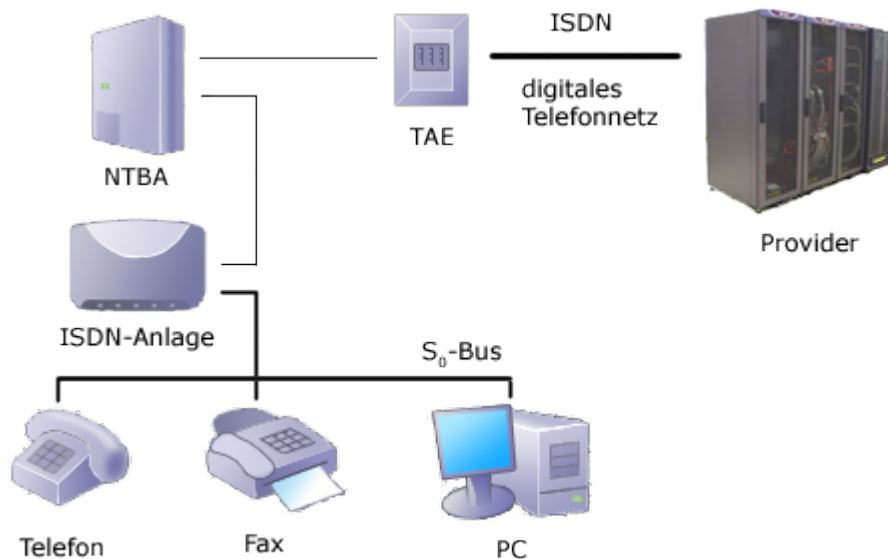 ISDN
digitales
Telefonnetz
TAE
NTBA
Provider
ISDN-Anlage
S₀-Bus
Telefon
Fax
PC